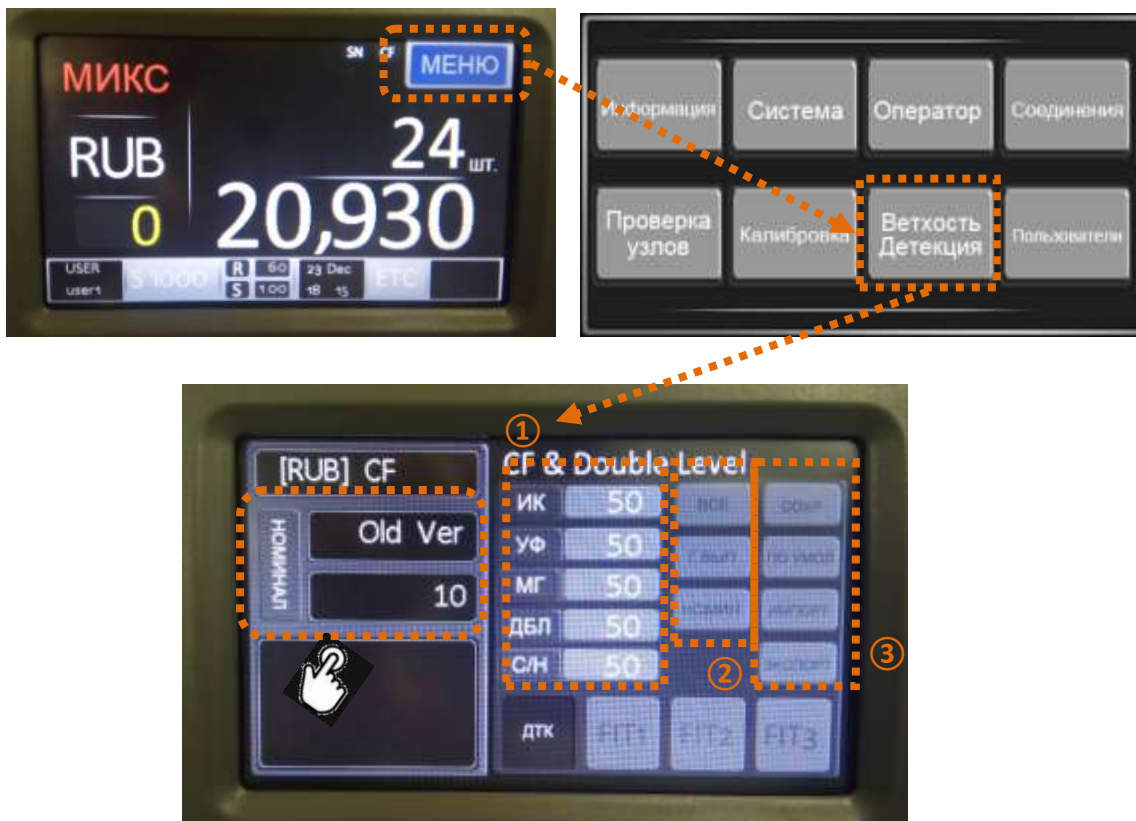 SN CF МЕНЮ
МИКС
24 шт.
RUB
20,930
0
USER
user1
S 1000
R 60
S 100
23 Dec
18 15
ETC
Информация Система Оператор Соединения
Проверка узлов
Калибровка
Ветхость Детекция
Пользователи
①
[RUB] CF
CF & Double Level
НОМИНАЛ
Old Ver
10
ИК 50 ВСЕ
УФ 50
МГ 50
ДБЛ 50
С/Н 50
②
③
ДТК FIT1 FIT2 FIT3